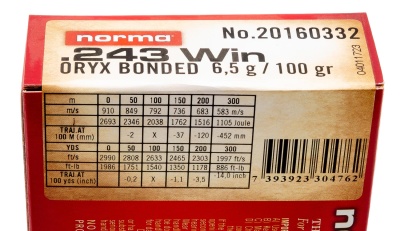 norma
No.20160332
.243 Win
ORYX BONDED 6,5 g / 100 gr
04011723
m 0 50 100 150 200 300
m/s 910 849 792 736 683 583 m/s
J 2693 2346 2038 1762 1516 1105 Joule
TRAJ.AT
100 M (mm) -2 X -37 -120 -452 mm
YDS 0 50 100 150 200 300
ft/s 2990 2808 2633 2465 2303 1997 ft/s
ft-lb 1986 1751 1540 1350 1178 886 ft-lb
TRAJ.AT
100 yds (inch) -0,2 X -1,1 -3,5 -14,0 inch
7 393923 304762